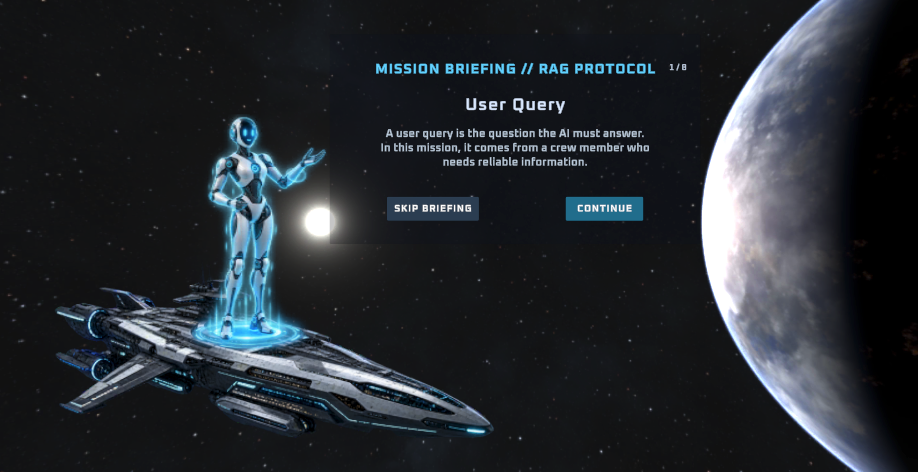 MISSION BRIEFING // RAG PROTOCOL 1/8
User Query
A user query is the question the AI must answer.
In this mission, it comes from a crew member who
needs reliable information.
SKIP BRIEFING
CONTINUE